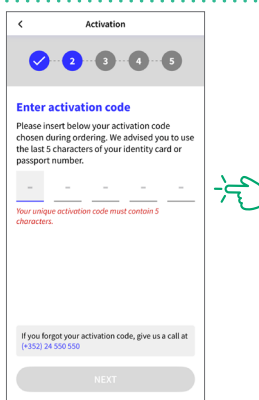 Activation
2 3 4 5
Enter activation code
Please insert below your activation code
chosen during ordering. We advised you to use
the last 5 characters of your identity card or
passport number.
- - - - -
Your unique activation code must contain 5
characters.
If you forgot your activation code, give us a call at
(+352) 24 550 550
NEXT